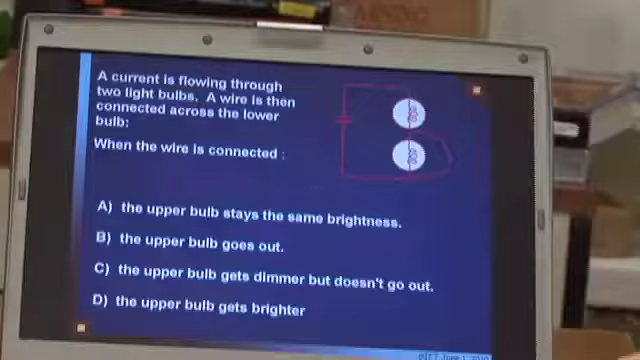 A current is flowing through
two light bulbs. A wire is then
connected across the lower
bulb:
When the wire is connected :
A) the upper bulb stays the same brightness.
B) the upper bulb goes out.
C) the upper bulb gets dimmer but doesn't go out.
D) the upper bulb gets brighter